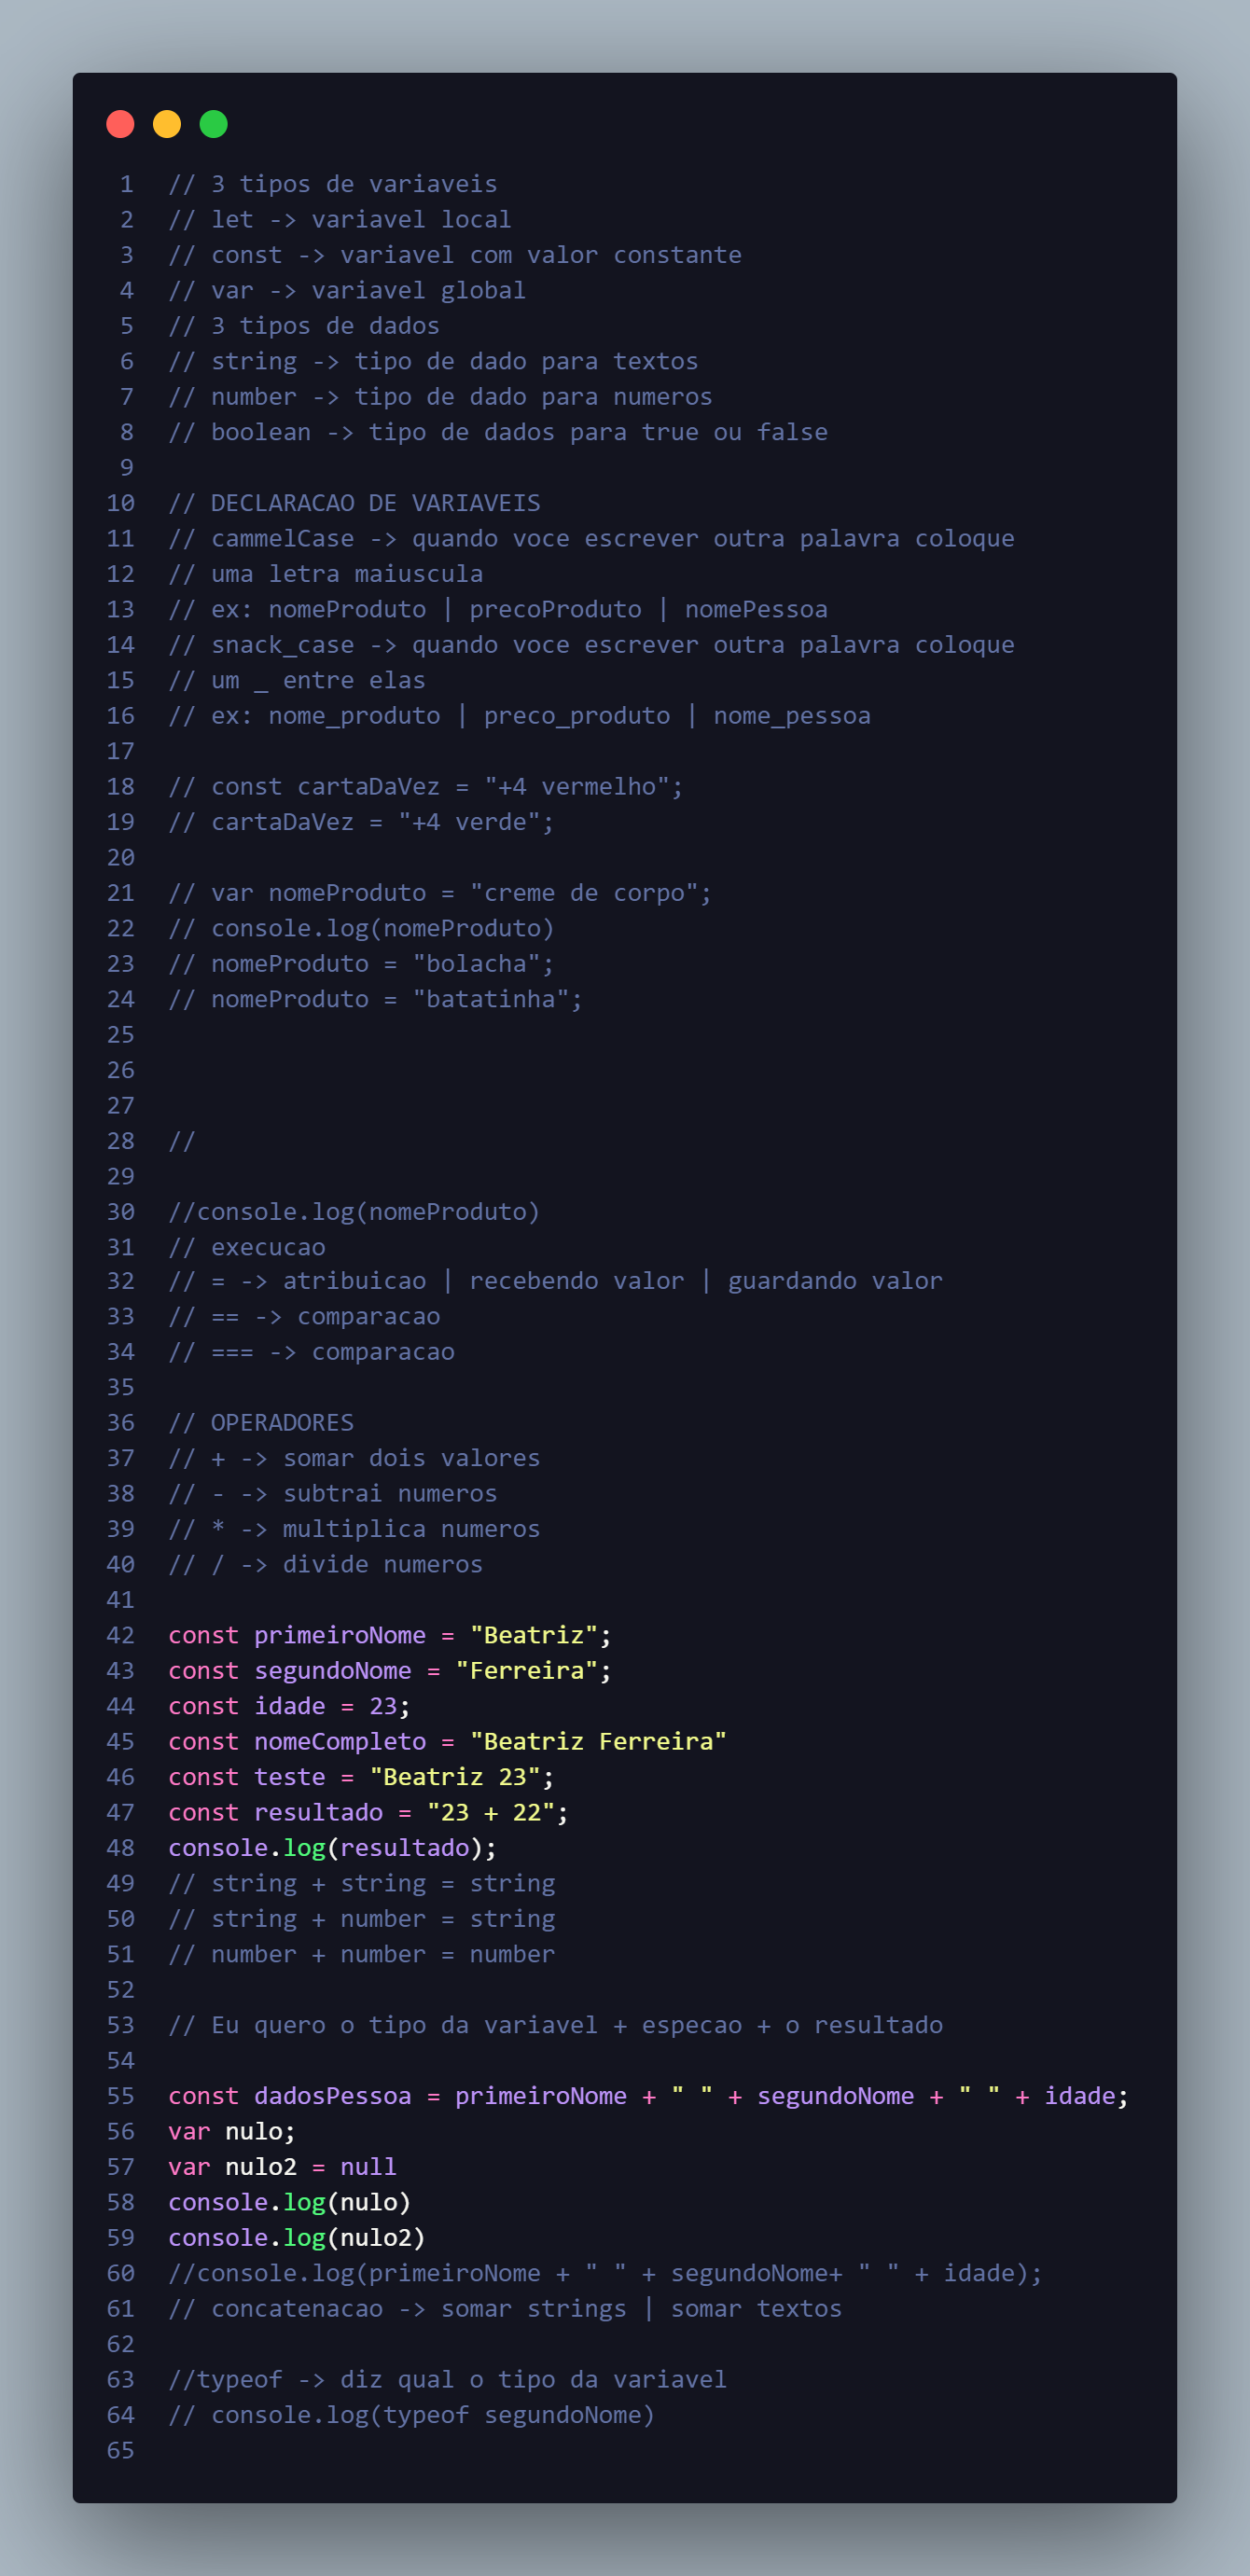 1 // 3 tipos de variaveis
2 // let -> variavel local
3 // const -> variavel com valor constante
4 // var -> variavel global
5 // 3 tipos de dados
6 // string -> tipo de dado para textos
7 // number -> tipo de dado para numeros
8 // boolean -> tipo de dados para true ou false
9
10 // DECLARACAO DE VARIAVEIS
11 // cammelCase -> quando voce escrever outra palavra coloque
12 // uma letra maiuscula
13 // ex: nomeProduto | precoProduto | nomePessoa
14 // snack_case -> quando voce escrever outra palavra coloque
15 // um _ entre elas
16 // ex: nome_produto | preco_produto | nome_pessoa
17
18 // const cartaDaVez = "+4 vermelho";
19 // cartaDaVez = "+4 verde";
20
21 // var nomeProduto = "creme de corpo";
22 // console.log(nomeProduto)
23 // nomeProduto = "bolacha";
24 // nomeProduto = "batatinha";
25
26
27
28 //
29
30 //console.log(nomeProduto)
31 // execucao
32 // = -> atribuicao | recebendo valor | guardando valor
33 // == -> comparacao
34 // === -> comparacao
35
36 // OPERADORES
37 // + -> somar dois valores
38 // - -> subtrai numeros
39 // * -> multiplica numeros
40 // / -> divide numeros
41
42 const primeiroNome = "Beatriz";
43 const segundoNome = "Ferreira";
44 const idade = 23;
45 const nomeCompleto = "Beatriz Ferreira"
46 const teste = "Beatriz 23";
47 const resultado = "23 + 22";
48 console.log(resultado);
49 // string + string = string
50 // string + number = string
51 // number + number = number
52
53 // Eu quero o tipo da variavel + especao + o resultado
54
55 const dadosPessoa = primeiroNome + " " + segundoNome + " " + idade;
56 var nulo;
57 var nulo2 = null
58 console.log(nulo)
59 console.log(nulo2)
60 //console.log(primeiroNome + " " + segundoNome+ " " + idade);
61 // concatenacao -> somar strings | somar textos
62
63 //typeof -> diz qual o tipo da variavel
64 // console.log(typeof segundoNome)
65